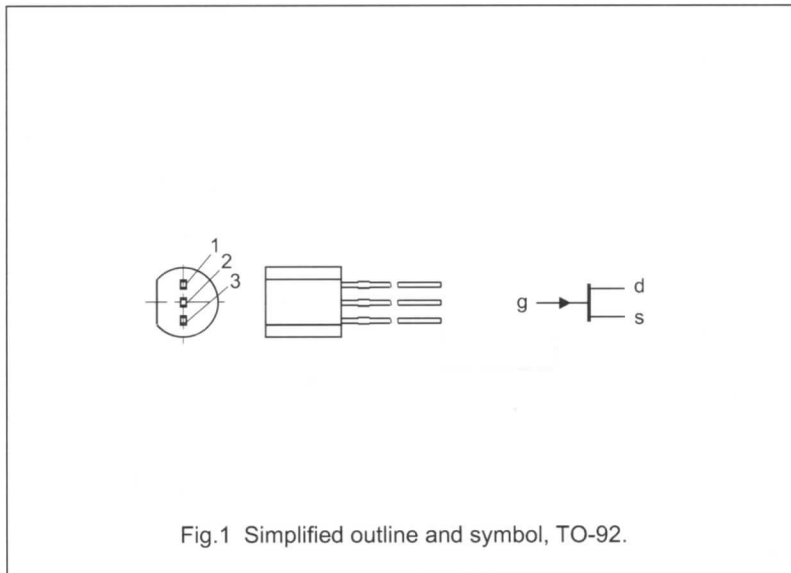 1
2
3
g
d
s
Fig.1 Simplified outline and symbol, TO-92.